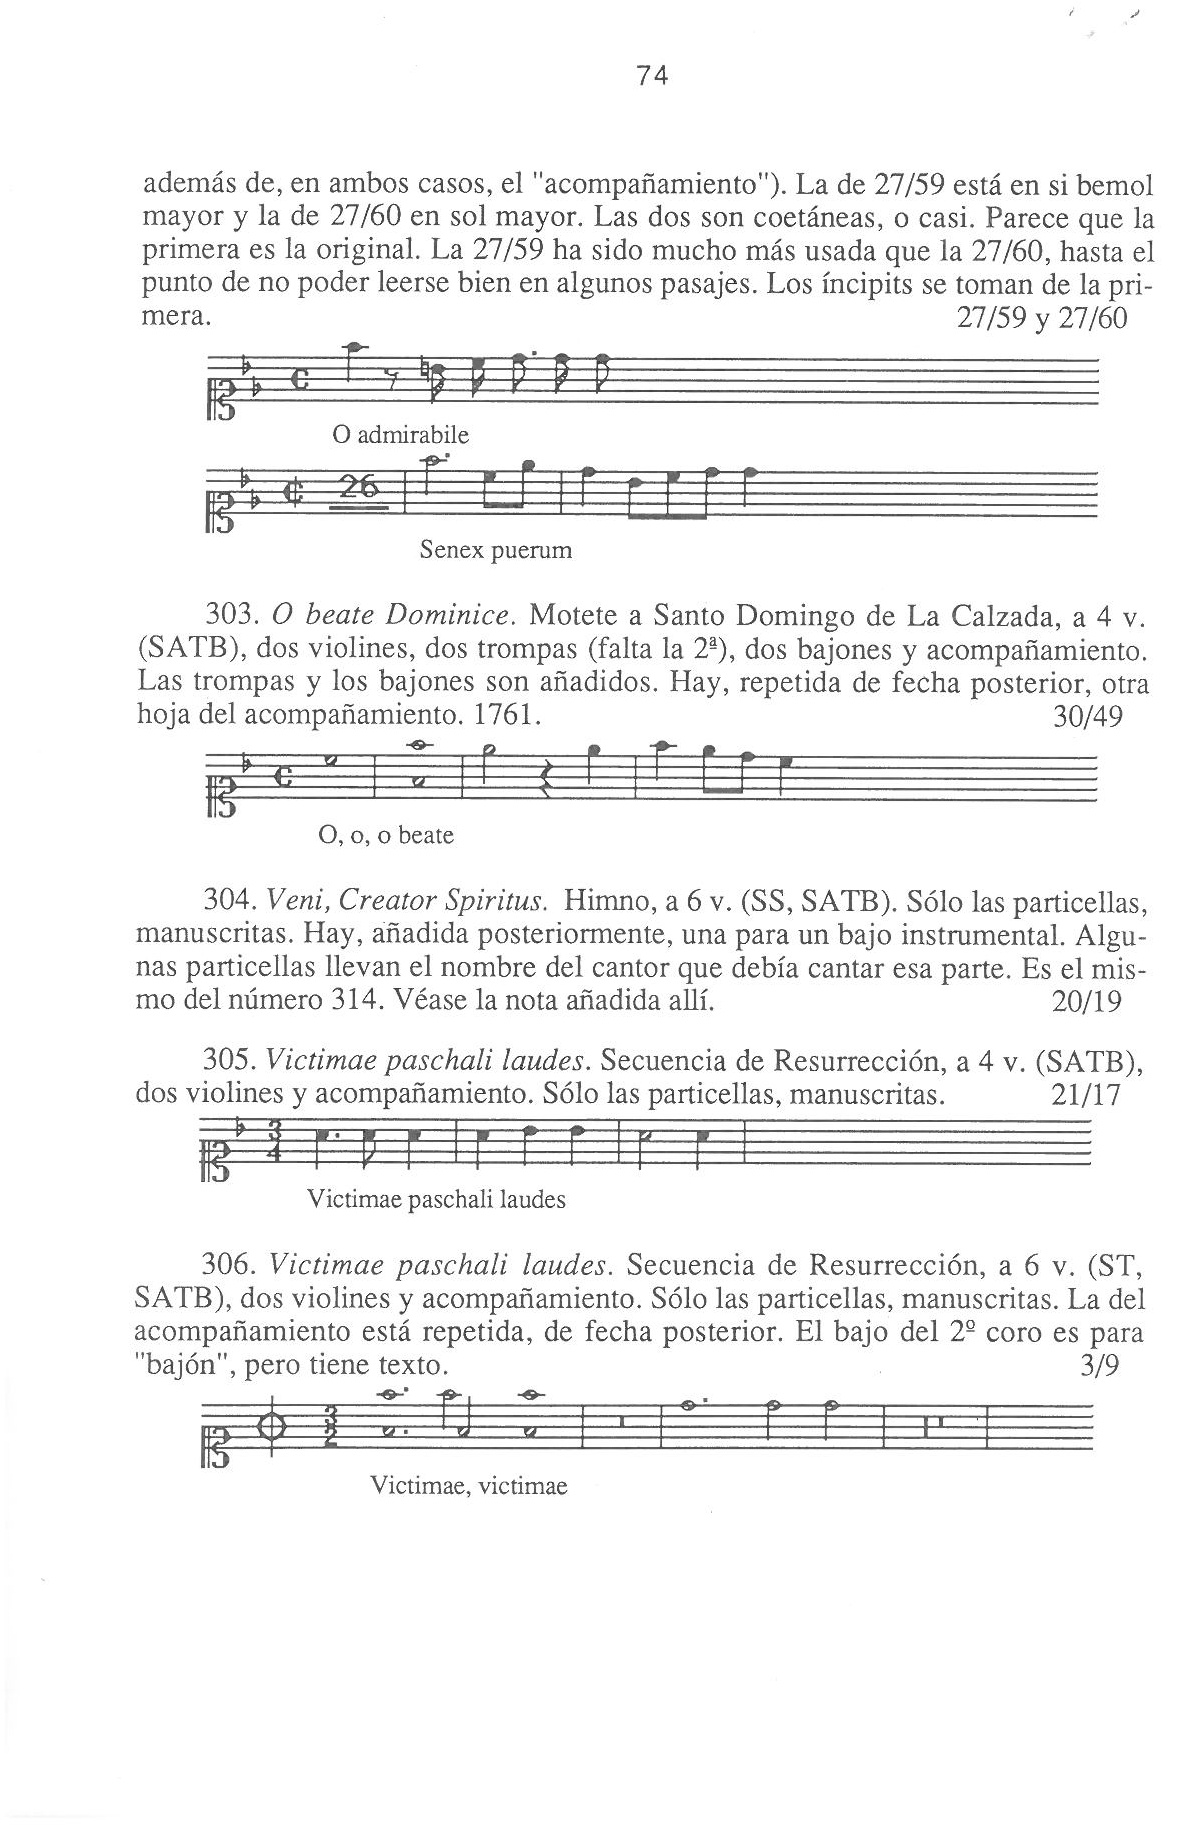 74
además de, en ambos casos, el "acompañamiento"). La de 27/59 está en si bemol
mayor y la de 27/60 en sol mayor. Las dos son coetáneas, o casi. Parece que la
primera es la original. La 27/59 ha sido mucho más usada que la 27/60, hasta el
punto de no poder leerse bien en algunos pasajes. Los íncipits se toman de la pri-
mera. 27/59 y 27/60
O admirabile
26
Senex puerum
303. O beate Dominice. Motete a Santo Domingo de La Calzada, a 4 v.
(SATB), dos violines, dos trompas (falta la 2ª), dos bajones y acompañamiento.
Las trompas y los bajones son añadidos. Hay, repetida de fecha posterior, otra
hoja del acompañamiento. 1761. 30/49
O, o, o beate
304. Veni, Creator Spiritus. Himno, a 6 v. (SS, SATB). Sólo las particellas,
manuscritas. Hay, añadida posteriormente, una para un bajo instrumental. Algu-
nas particellas llevan el nombre del cantor que debía cantar esa parte. Es el mis-
mo del número 314. Véase la nota añadida allí. 20/19
305. Victimae paschali laudes. Secuencia de Resurrección, a 4 v. (SATB),
dos violines y acompañamiento. Sólo las particellas, manuscritas. 21/17
3
4
Victimae paschali laudes
306. Victimae paschali laudes. Secuencia de Resurrección, a 6 v. (ST,
SATB), dos violines y acompañamiento. Sólo las particellas, manuscritas. La del
acompañamiento está repetida, de fecha posterior. El bajo del 2º coro es para
"bajón", pero tiene texto. 3/9
3
2
Victimae, victimae